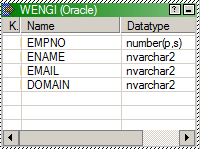 WENGI (Oracle)
K. Name Datatype
EMPNO number(p,s)
ENAME nvarchar2
EMAIL nvarchar2
DOMAIN nvarchar2